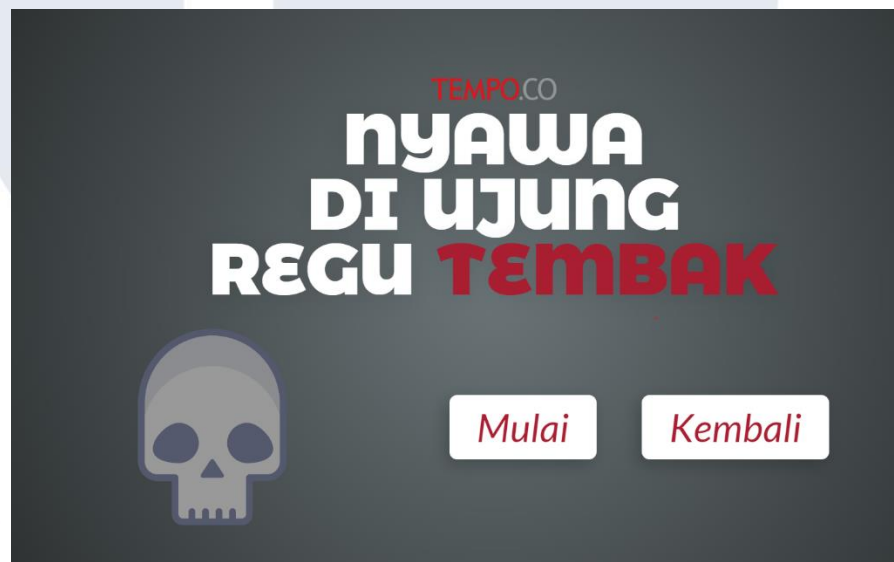 TEMPO.CO
NYAWA
DI UJUNG
REGU TEMBAK
Mulai
Kembali